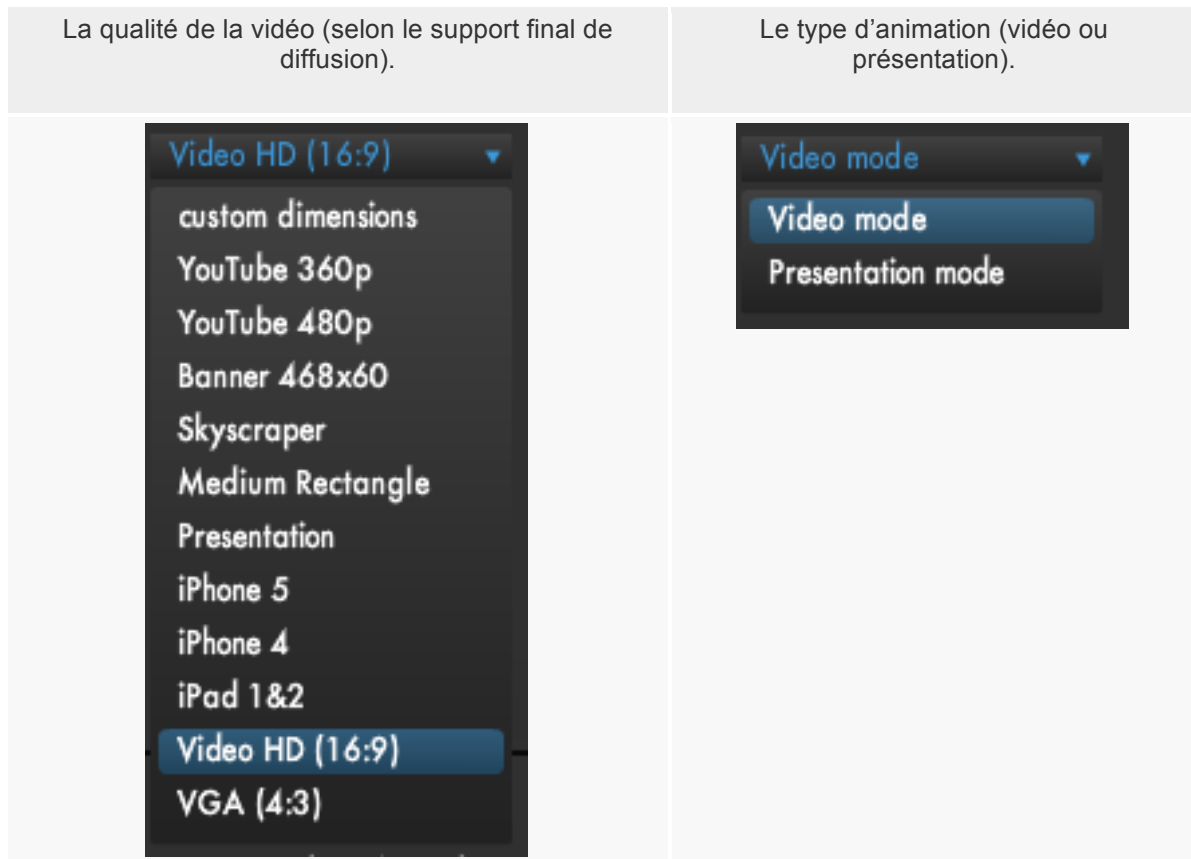 La qualité de la vidéo (selon le support final de
diffusion).
Le type d’animation (vidéo ou
présentation).
Video HD (16:9)
custom dimensions
YouTube 360p
YouTube 480p
Banner 468x60
Skyscraper
Medium Rectangle
Presentation
iPhone 5
iPhone 4
iPad 1&2
Video HD (16:9)
VGA (4:3)
Video mode
Video mode
Presentation mode